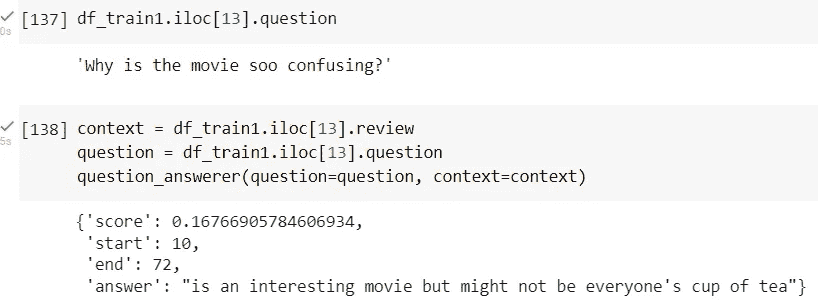 [137] df_train1.iloc[13].question
0s
'Why is the movie soo confusing?'
[138] context = df_train1.iloc[13].review
5s
question = df_train1.iloc[13].question
question_answerer(question=question, context=context)
{'score': 0.16766905784606934,
'start': 10,
'end': 72,
'answer': "is an interesting movie but might not be everyone's cup of tea"}